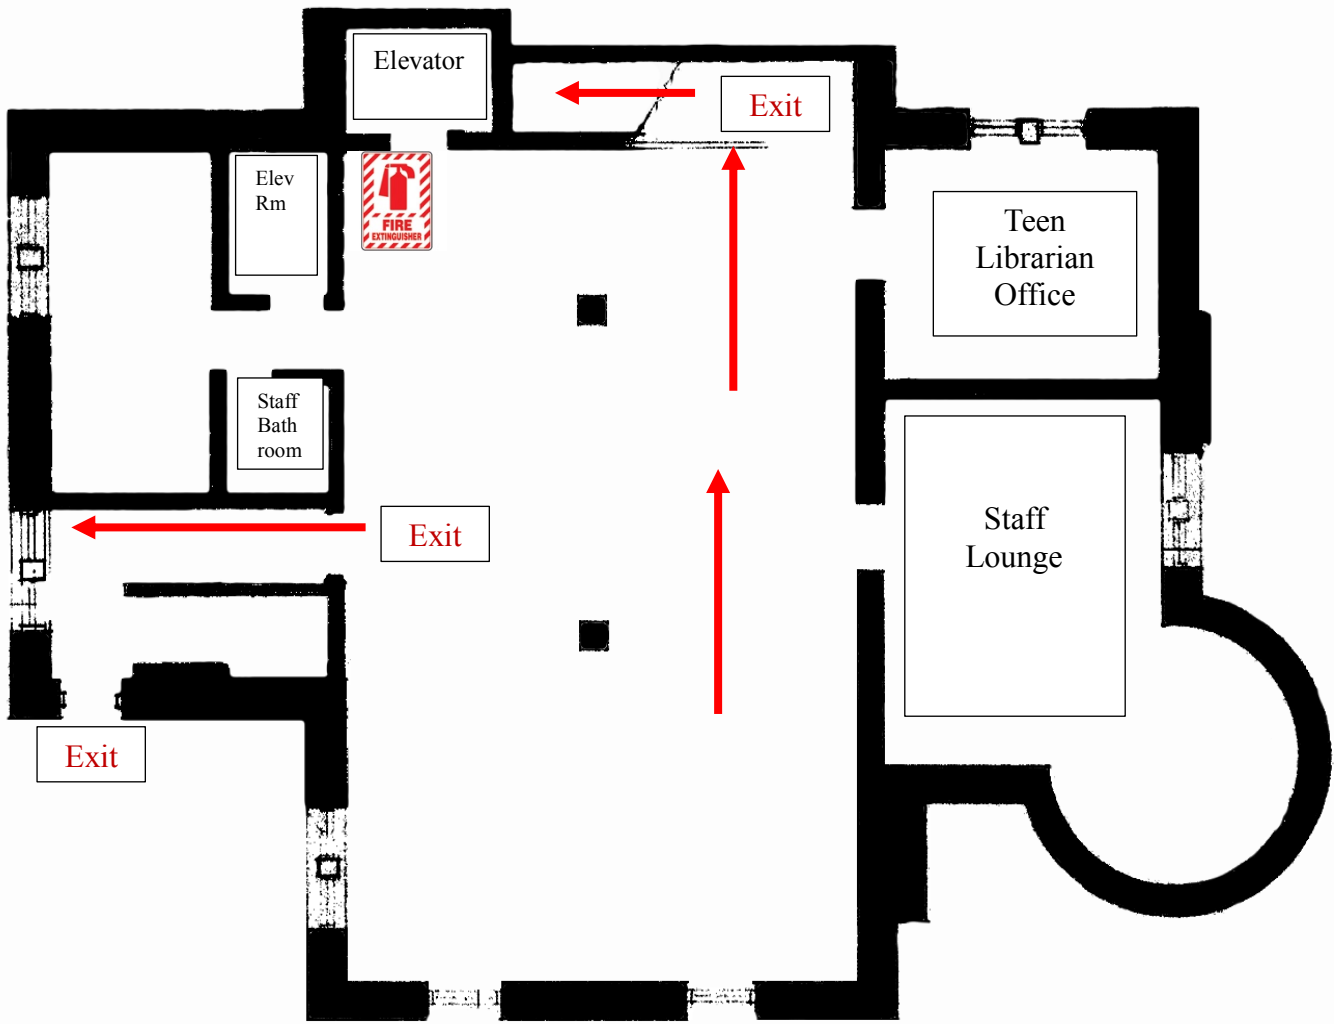 Elevator
Exit
Elev
Rm
FIRE
EXTINGUISHER
Teen
Librarian
Office
Staff
Bath
room
Exit
Staff
Lounge
Exit